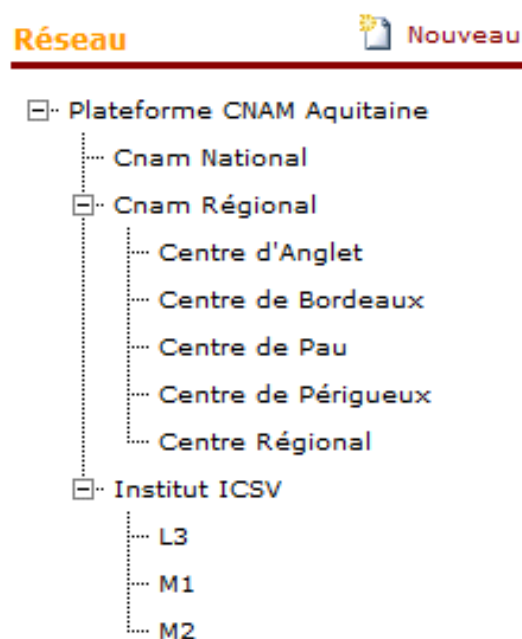 Réseau Nouveau
Plateforme CNAM Aquitaine
Cnam National
Cnam Régional
Centre d'Anglet
Centre de Bordeaux
Centre de Pau
Centre de Périgueux
Centre Régional
Institut ICSV
L3
M1
M2